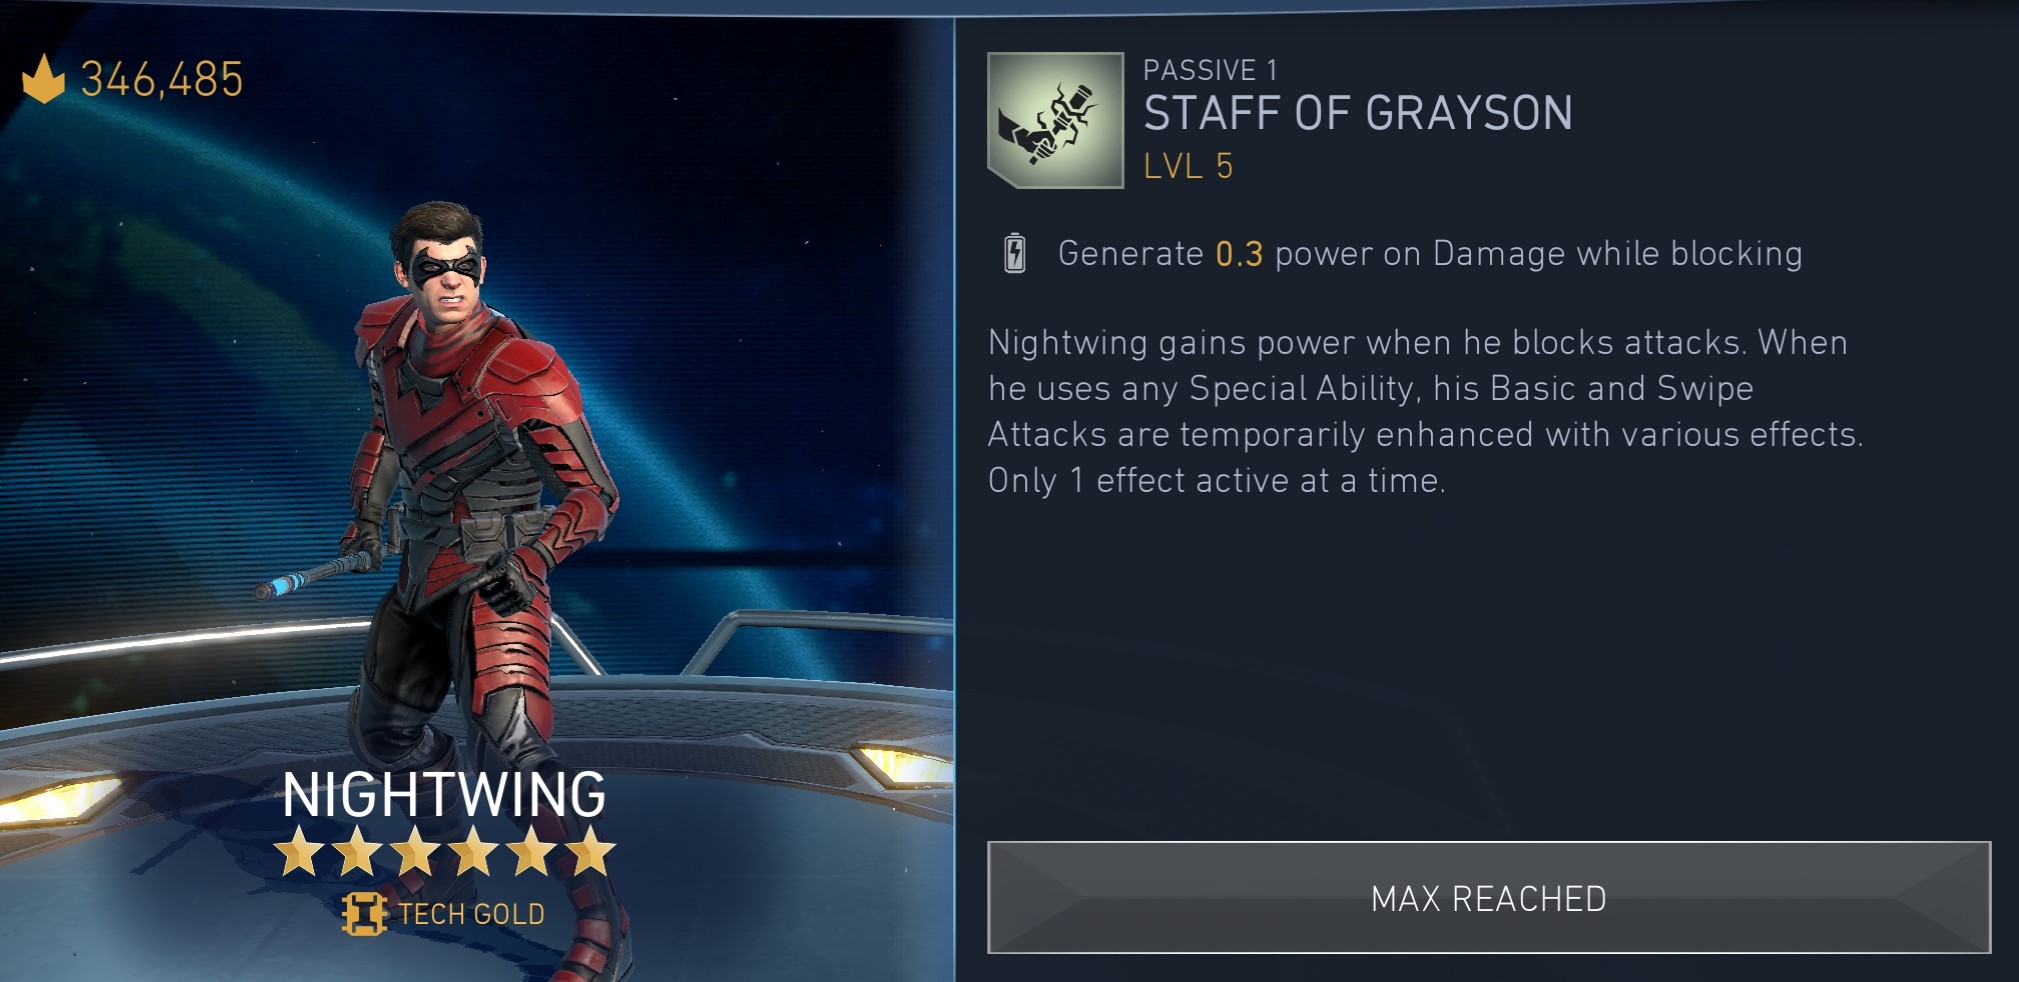 346,485
NIGHTWING
TECH GOLD
PASSIVE 1
STAFF OF GRAYSON
LVL 5
Generate 0.3 power on Damage while blocking
Nightwing gains power when he blocks attacks. When
he uses any Special Ability, his Basic and Swipe
Attacks are temporarily enhanced with various effects.
Only 1 effect active at a time.
MAX REACHED